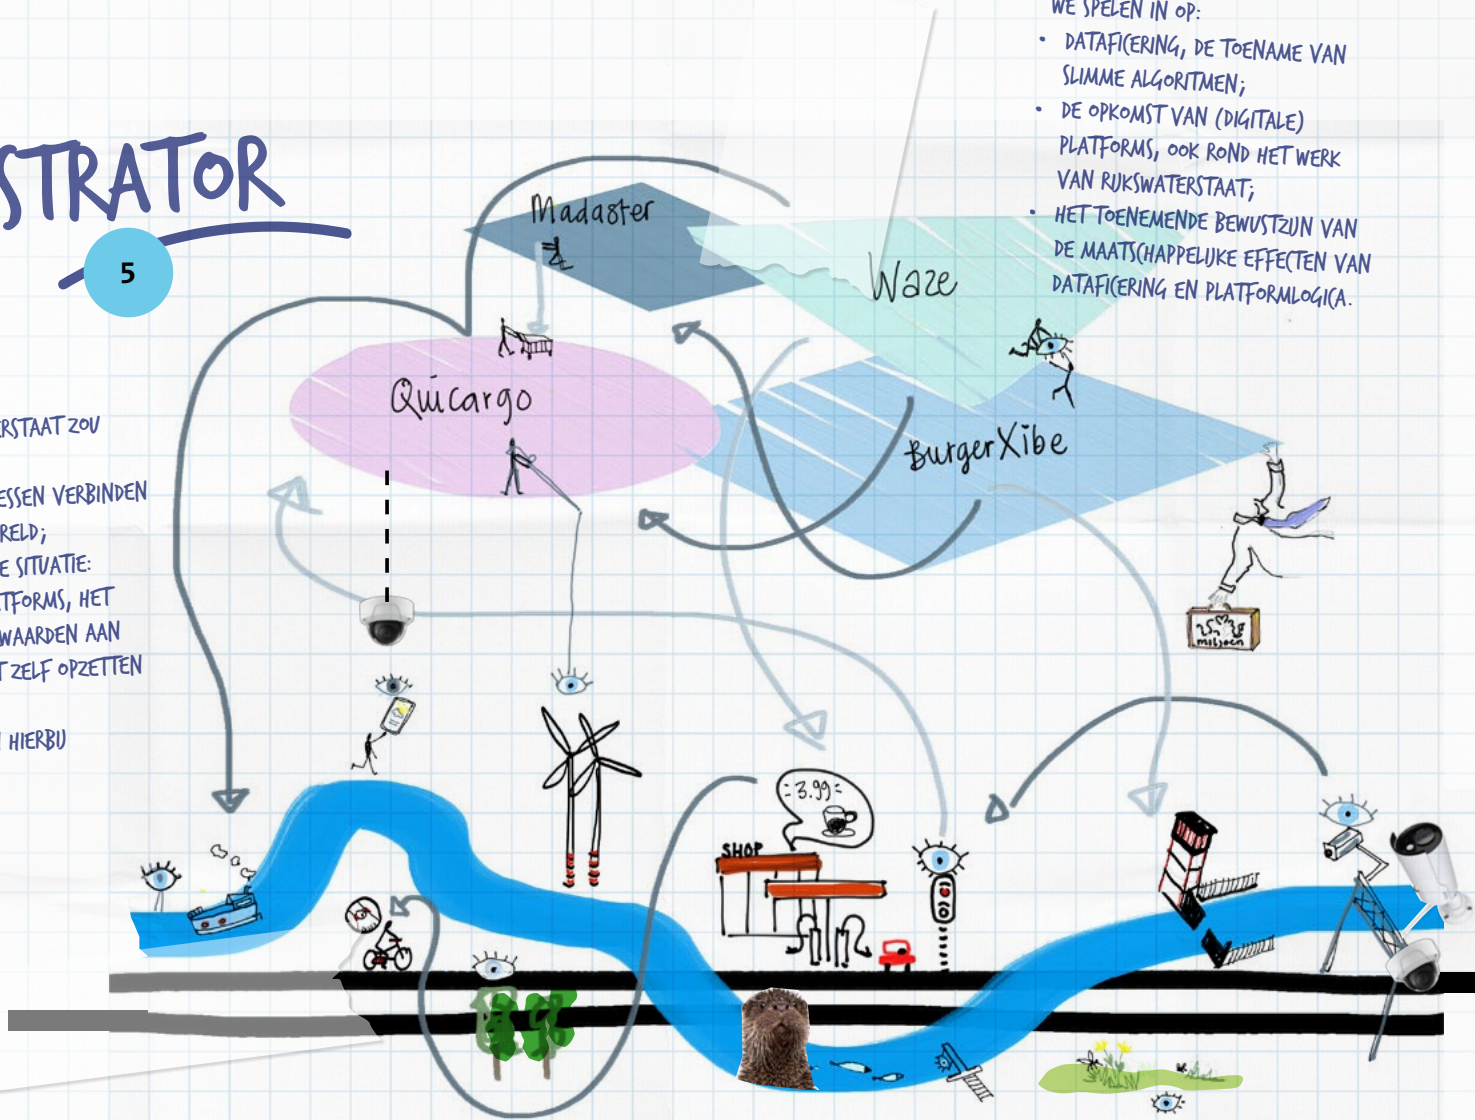 WE SPELEN IN OP:
• DATAFICERING, DE TOENAME VAN
SLIMME ALGORITMEN;
• DE OPKOMST VAN (DIGITALE)
PLATFORMS, OOK ROND HET WERK
VAN RIJKSWATERSTAAT;
• HET TOENEMENDE BEWUSTZIJN VAN
DE MAATSCHAPPELIJKE EFFECTEN VAN
DATAFICERING EN PLATFORMLOGICA.
STRATOR
5
ERSTAAT ZOU
ESSEN VERBINDEN
RELD;
E SITUATIE:
TFORMS, HET
WAARDEN AAN
T ZELF OPZETTEN
HIERBIJ
Madaster
Waze
Quicargo
BurgerXibe
25 miljoen
=3.99=
SHOP